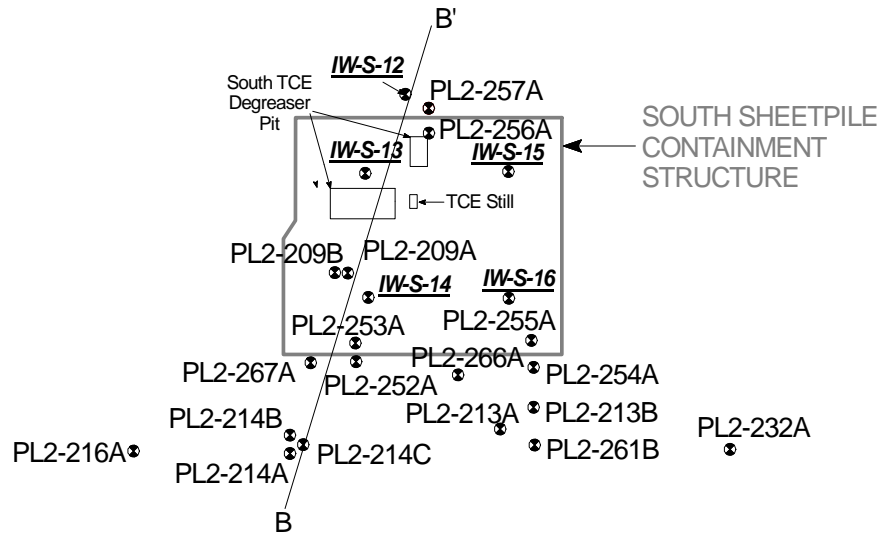 B'
IW-S-12
South TCE
Degreaser
Pit
PL2-257A
PL2-256A
SOUTH SHEETPILE
CONTAINMENT
STRUCTURE
IW-S-13
IW-S-15
TCE Still
PL2-209B
PL2-209A
IW-S-14
IW-S-16
PL2-253A
PL2-255A
PL2-267A
PL2-252A
PL2-266A
PL2-254A
PL2-214B
PL2-213A
PL2-213B
PL2-232A
PL2-216A
PL2-214A
PL2-214C
PL2-261B
B